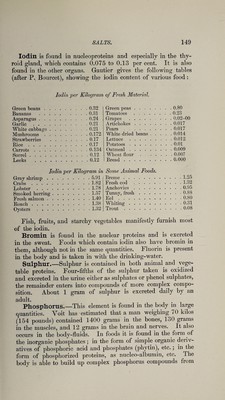 SALTS. 149
Iodin is found in nucleoproteins and especially in the thy-
roid gland, which contains 0.075 to 0.15 per cent. It is also
found in the other organs. Gautier gives the following tables
(after P. Bourcet), showing the iodin content of various food:
Iodin per Kilogram of Fresh Material.
Green beans 0.32 Green peas 0.80
Bananas 0.31 Tomatoes 0.23
Asparagus 0.24 Grapes 0.02-00
Garlic 0.21 Artichokes 0.017
White cabbage 0.21 Pears 0.017
Mushrooms 0.172 White dried beans 0.014
Strawberries 0.17 Lettuce 0.012
Rice 0.17 Potatoes 0.01
Carrots 0.134 Oatmeal 0.009
Sorrel 0.12 Wheat flour 0.007
Leeks 0.12 Bread 0.000
Iodin per Kilogram in Some Animal Foods.
Grey shrimp 5.91
Crabs 1.82 Fresh cod 1.32
Lobster 1.78 Anchovies 0.95
Smoked herring 1.57 Tunny, fresh
Fresh salmon 1.40 Eel 0.80
Roach Whiting 0.31
Oysters 1.32 Trout
Fish, fruits, and starchy vegetables manifestly furnish most
of the iodin.
Bromin is found in the nuclear proteins and is excreted
in the sweat. Foods which contain iodin also have bromin in
them, although not in the same quantities. Fluorin is present
in the body and is taken in with the drinking-water.
Sulphur.—Sulphur is contained in both animal and vege-
table proteins. Four-fifths of the sulphur taken is oxidized
and excreted in the urine either as sulphates or phenol sulphates,
the remainder enters into compounds of more complex compo-
sition. About 1 gram of sulphur is excreted daily by an
adult.
Phosphorus.—This element is found in the body in large
quantities. Voit has estimated that a man weighing 70 kilos
(154 pounds) contained 1400 grams in the bones, 130 grams
in the muscles, and 12 grams in the brain and nerves. It also
occurs in the body-fluids. In foods it is found in the form of
the inorganic phosphates; in the form of simple organic deriv-
atives of phosphoric acid and phosphates (phytin), etc.; in the
form of phosphorized proteins, as nucleo-albumin, etc. The
body is able to build up complex phosphorus compounds from